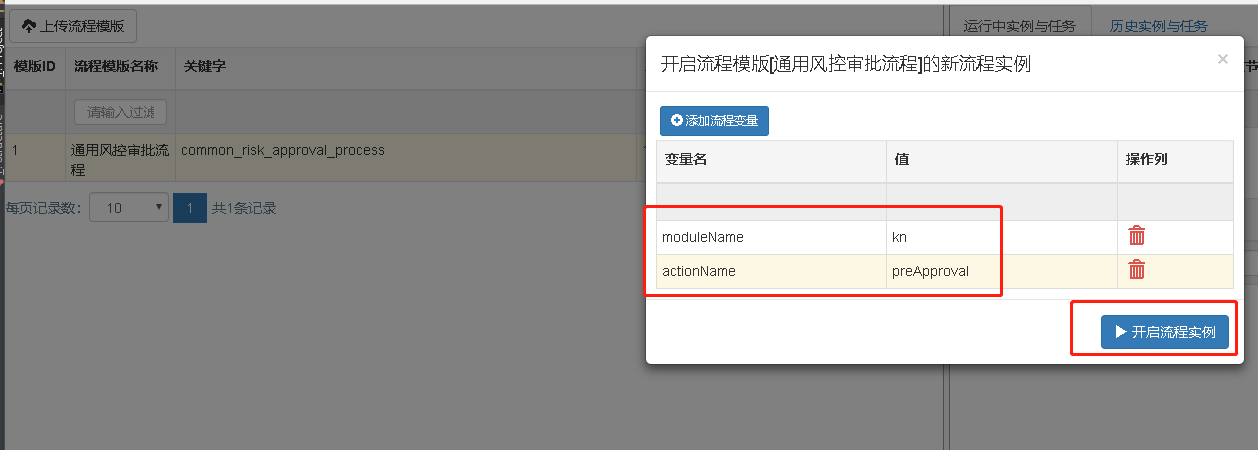 上传流程模版
模版ID
流程模版名称
关键字
请输入过滤
1
通用风控审批流程
common_risk_approval_process
每页记录数:
10
1
共1条记录
运行中实例与任务
历史实例与任务
开启流程模版[通用风控审批流程]的新流程实例
×
添加流程变量
变量名
值
操作列
moduleName
kn
actionName
preApproval
开启流程实例